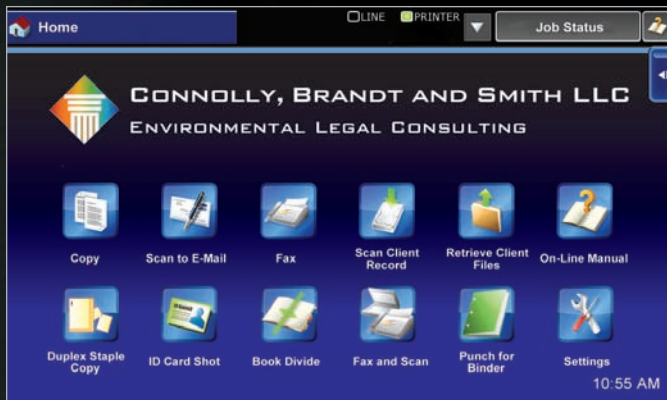 Home
LINE PRINTER
Job Status
CONNOLLY, BRANDT AND SMITH LLC
ENVIRONMENTAL LEGAL CONSULTING
Copy
Scan to E-Mail
Fax
Scan Client
Record
Retrieve Client
Files
On-Line Manual
Duplex Staple
Copy
ID Card Shot
Book Divide
Fax and Scan
Punch for
Binder
Settings
10:55 AM